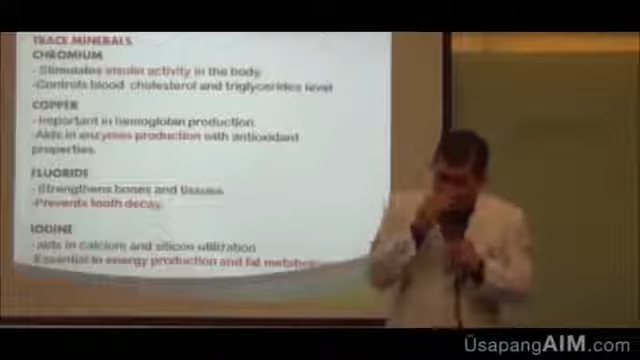 TRACE MINERALS
CHROMIUM
- Stimulates insulin activity in the body
-Controls blood cholesterol and triglycerides level
COPPER
-Important in hemoglobin production
-Aids in enzymes production with antioxidant
properties.
FLUORIDE
- Strengthens bones and tissues
-Prevents tooth decay
IODINE
- aids in calcium and silicon utilization
-Essential in energy production and fat
ŪsapangAIM.com